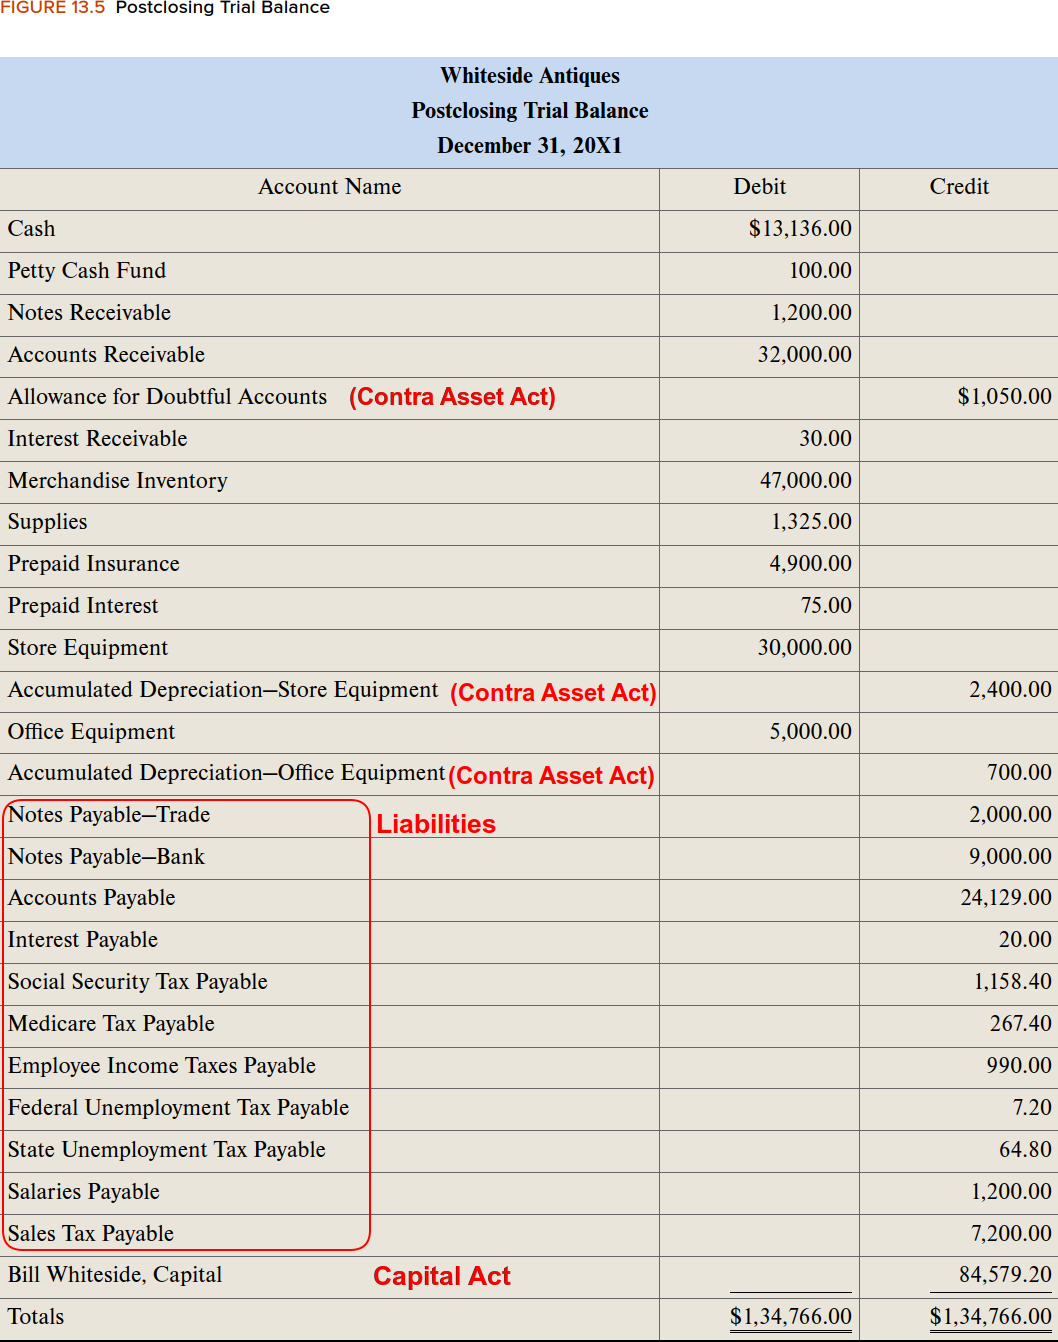 FIGURE 13.5 Postclosing Trial Balance
Whiteside Antiques
Postclosing Trial Balance
December 31, 20X1
Account Name Debit Credit
Cash $13,136.00
Petty Cash Fund 100.00
Notes Receivable 1,200.00
Accounts Receivable 32,000.00
Allowance for Doubtful Accounts (Contra Asset Act) $1,050.00
Interest Receivable 30.00
Merchandise Inventory 47,000.00
Supplies 1,325.00
Prepaid Insurance 4,900.00
Prepaid Interest 75.00
Store Equipment 30,000.00
Accumulated Depreciation—Store Equipment (Contra Asset Act) 2,400.00
Office Equipment 5,000.00
Accumulated Depreciation—Office Equipment (Contra Asset Act) 700.00
Notes Payable—Trade Liabilities 2,000.00
Notes Payable—Bank 9,000.00
Accounts Payable 24,129.00
Interest Payable 20.00
Social Security Tax Payable 1,158.40
Medicare Tax Payable 267.40
Employee Income Taxes Payable 990.00
Federal Unemployment Tax Payable 7.20
State Unemployment Tax Payable 64.80
Salaries Payable 1,200.00
Sales Tax Payable 7,200.00
Bill Whiteside, Capital Capital Act 84,579.20
Totals $1,34,766.00 $1,34,766.00